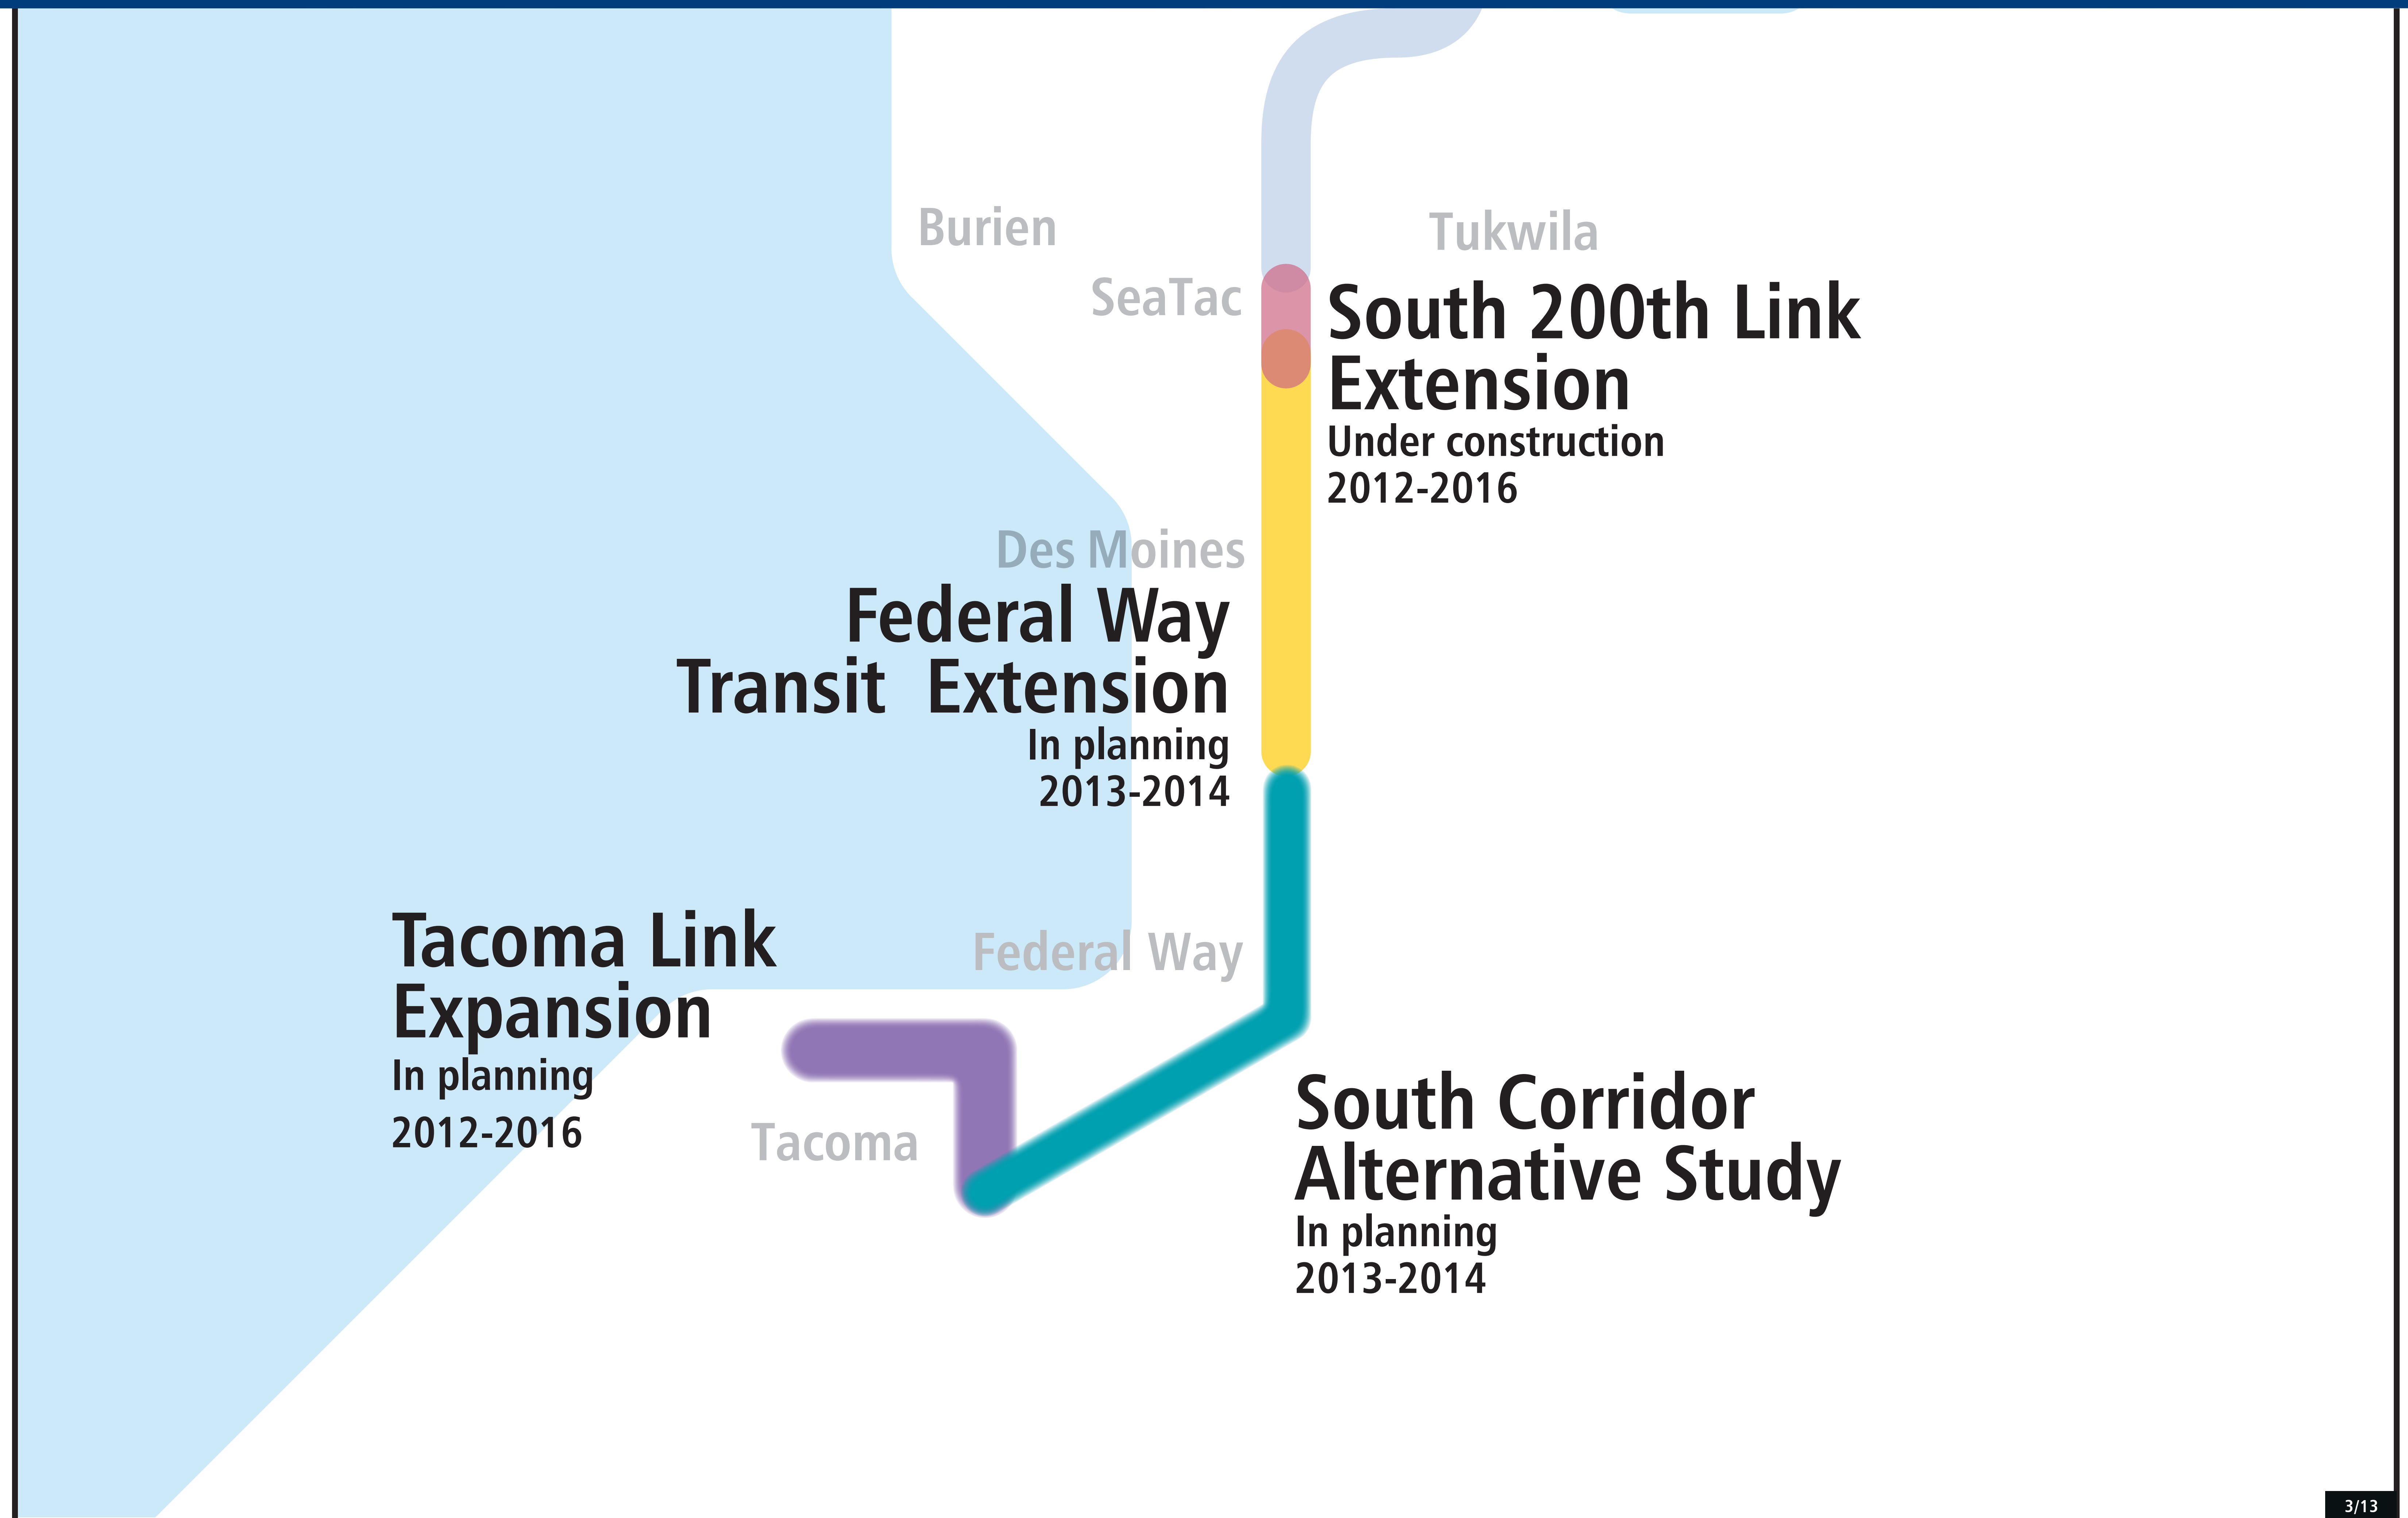 Burien
Tukwila
SeaTac
South 200th Link
Extension
Under construction
2012-2016
Des Moines
Federal Way
Transit Extension
In planning
2013-2014
Tacoma Link
Expansion
In planning
2012-2016
Federal Way
Tacoma
South Corridor
Alternative Study
In planning
2013-2014
3/13